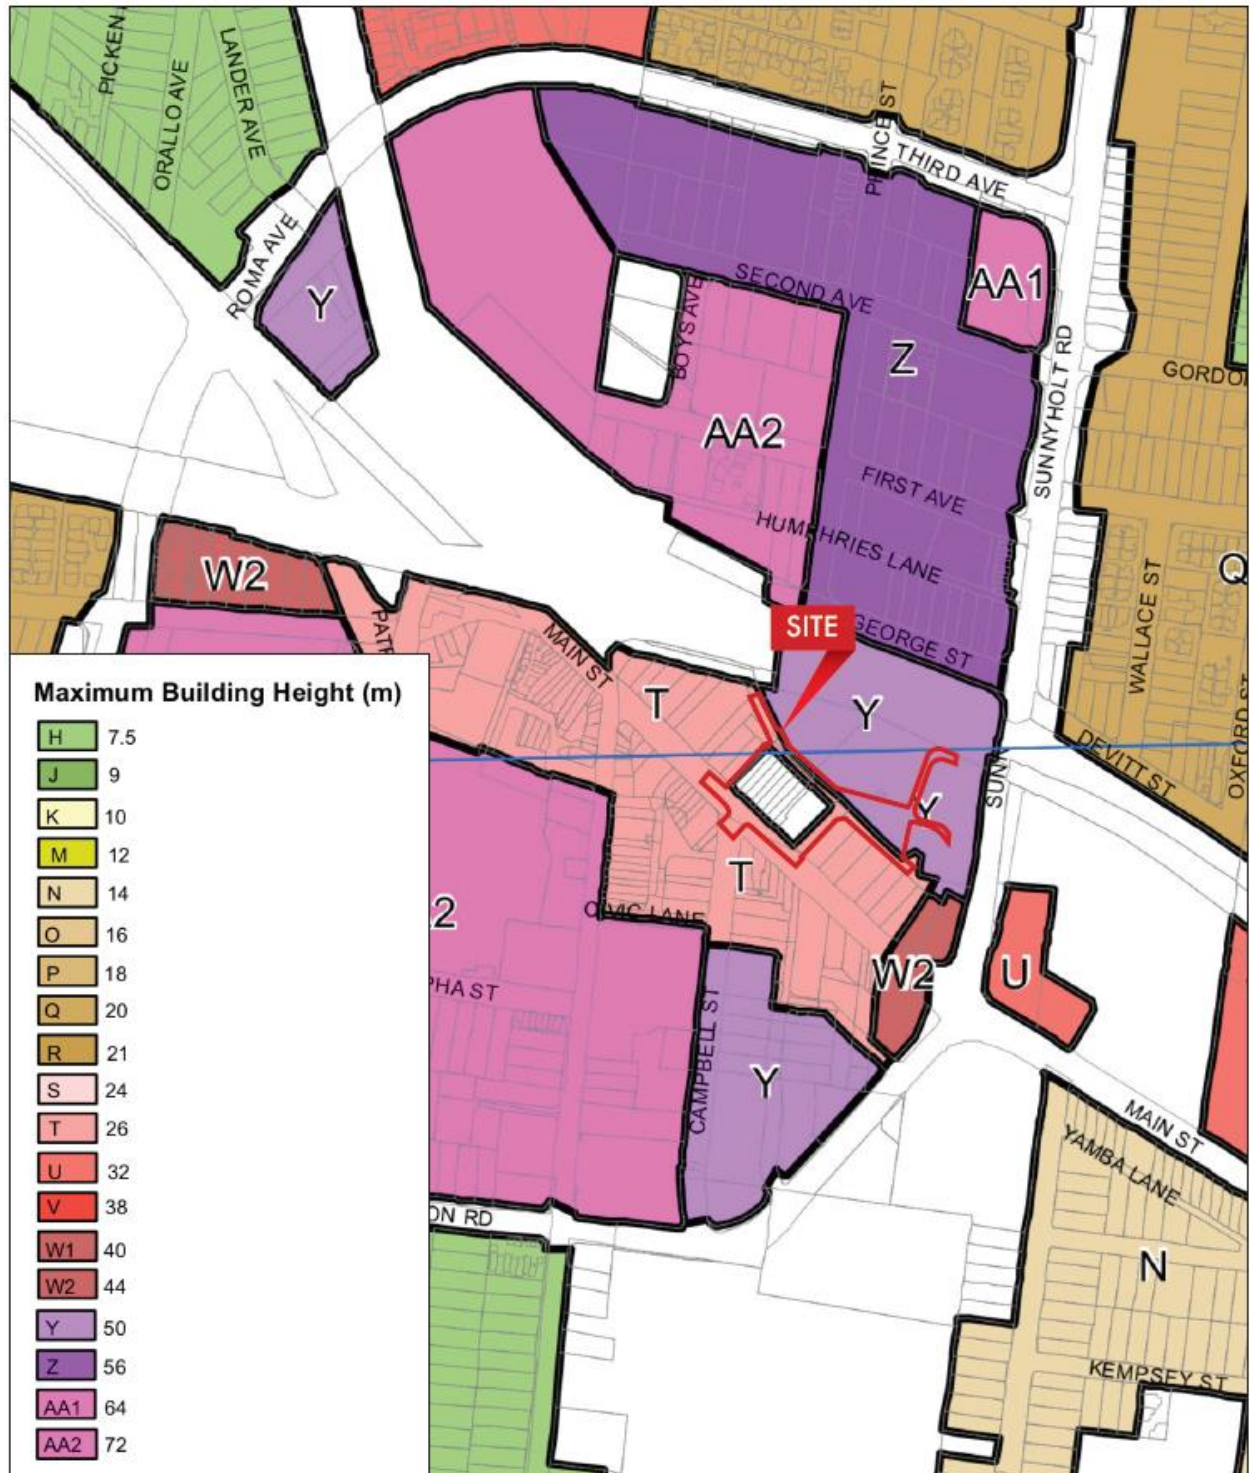 PICKEN
ORALLO AVE
LANDER AVE
ROMA AVE
Y
PRINCE ST
THIRD AVE
SECOND AVE
AA1
BOYS AVE
Z
AA2
SUNNYHOLT RD
GORDO
FIRST AVE
HUMPHRIES LANE
Q
W2
WALLACE ST
SITE
GEORGE ST
PATR
MAIN ST
T
Y
OXFORD ST
DEVITT ST
SUNN
Y
T
CIVIC LANE
2
W2
U
PHA ST
CAMPBELL ST
Y
MAIN ST
YAMBA LANE
ON RD
N
KEMPSEY ST
Maximum Building Height (m)
H 7.5
J 9
K 10
M 12
N 14
O 16
P 18
Q 20
R 21
S 24
T 26
U 32
V 38
W1 40
W2 44
Y 50
Z 56
AA1 64
AA2 72